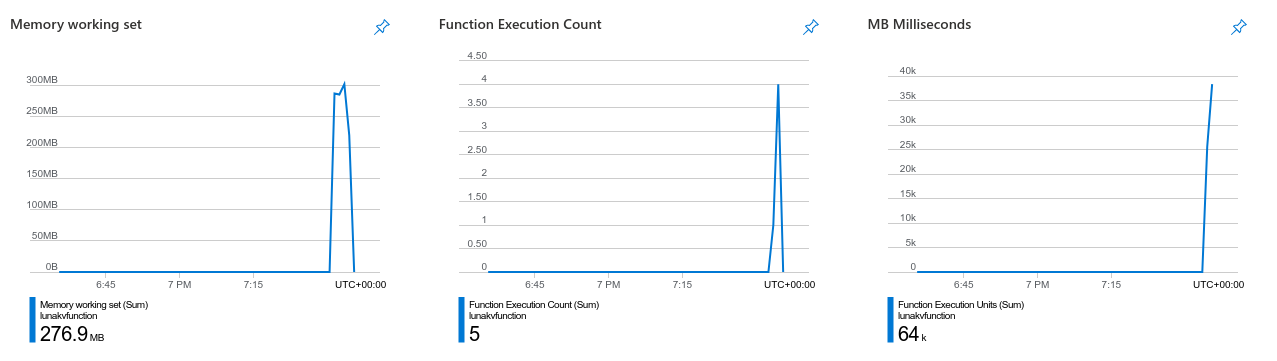 Memory working set
300MB
250MB
200MB
150MB
100MB
50MB
0B
6:45
7 PM
7:15
UTC+00:00
Memory working set (Sum)
lunakvfunction
276.9 MB
Function Execution Count
4.50
4
3.50
3
2.50
2
1.50
1
0.50
0
6:45
7 PM
7:15
UTC+00:00
Function Execution Count (Sum)
lunakvfunction
5
MB Milliseconds
40k
35k
30k
25k
20k
15k
10k
5k
0
6:45
7 PM
7:15
UTC+00:00
Function Execution Units (Sum)
lunakvfunction
64 k